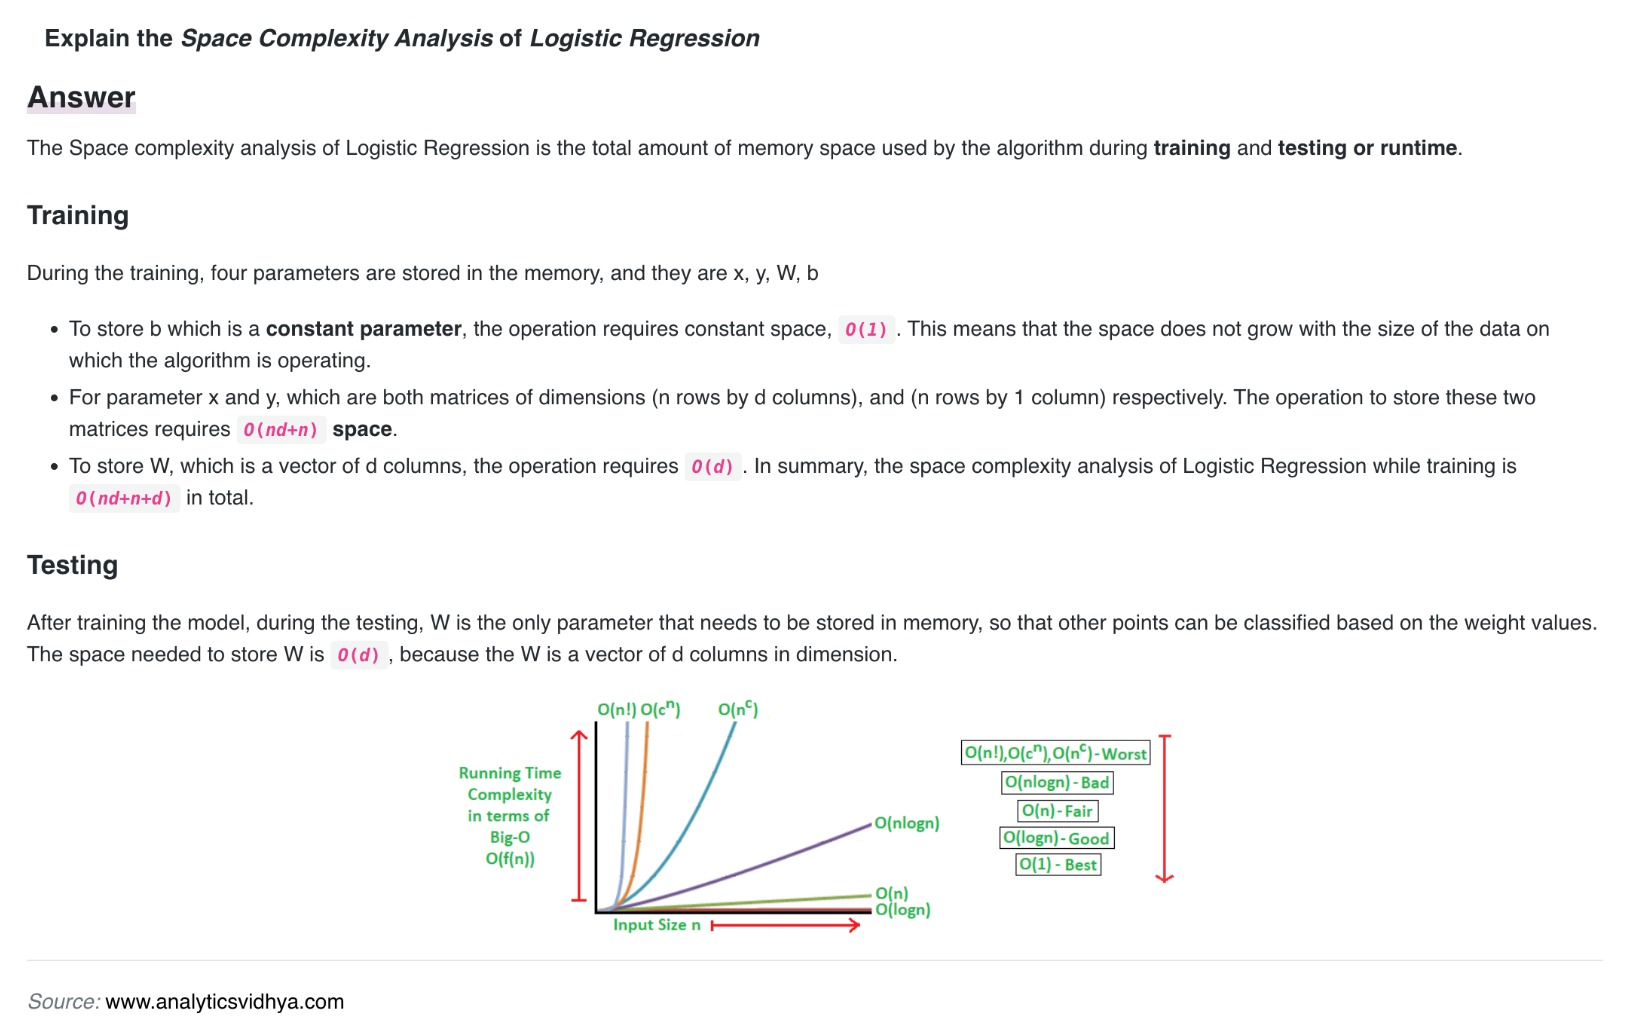 Explain the Space Complexity Analysis of Logistic Regression
Answer
The Space complexity analysis of Logistic Regression is the total amount of memory space used by the algorithm during training and testing or runtime.
Training
During the training, four parameters are stored in the memory, and they are x, y, W, b
• To store b which is a constant parameter, the operation requires constant space, O(1) . This means that the space does not grow with the size of the data on
which the algorithm is operating.
• For parameter x and y, which are both matrices of dimensions (n rows by d columns), and (n rows by 1 column) respectively. The operation to store these two
matrices requires O(nd+n) space.
• To store W, which is a vector of d columns, the operation requires O(d) . In summary, the space complexity analysis of Logistic Regression while training is
O(nd+n+d) in total.
Testing
After training the model, during the testing, W is the only parameter that needs to be stored in memory, so that other points can be classified based on the weight values.
The space needed to store W is O(d) , because the W is a vector of d columns in dimension.
O(n!) O(cⁿ) O(nᶜ)
Running Time
Complexity
in terms of
Big-O
O(f(n))
O(nlogn)
O(n)
O(logn)
Input Size n
O(n!),O(cⁿ),O(nᶜ)-Worst
O(nlogn) - Bad
O(n)- Fair
O(logn)- Good
O(1) - Best
Source: www.analyticsvidhya.com